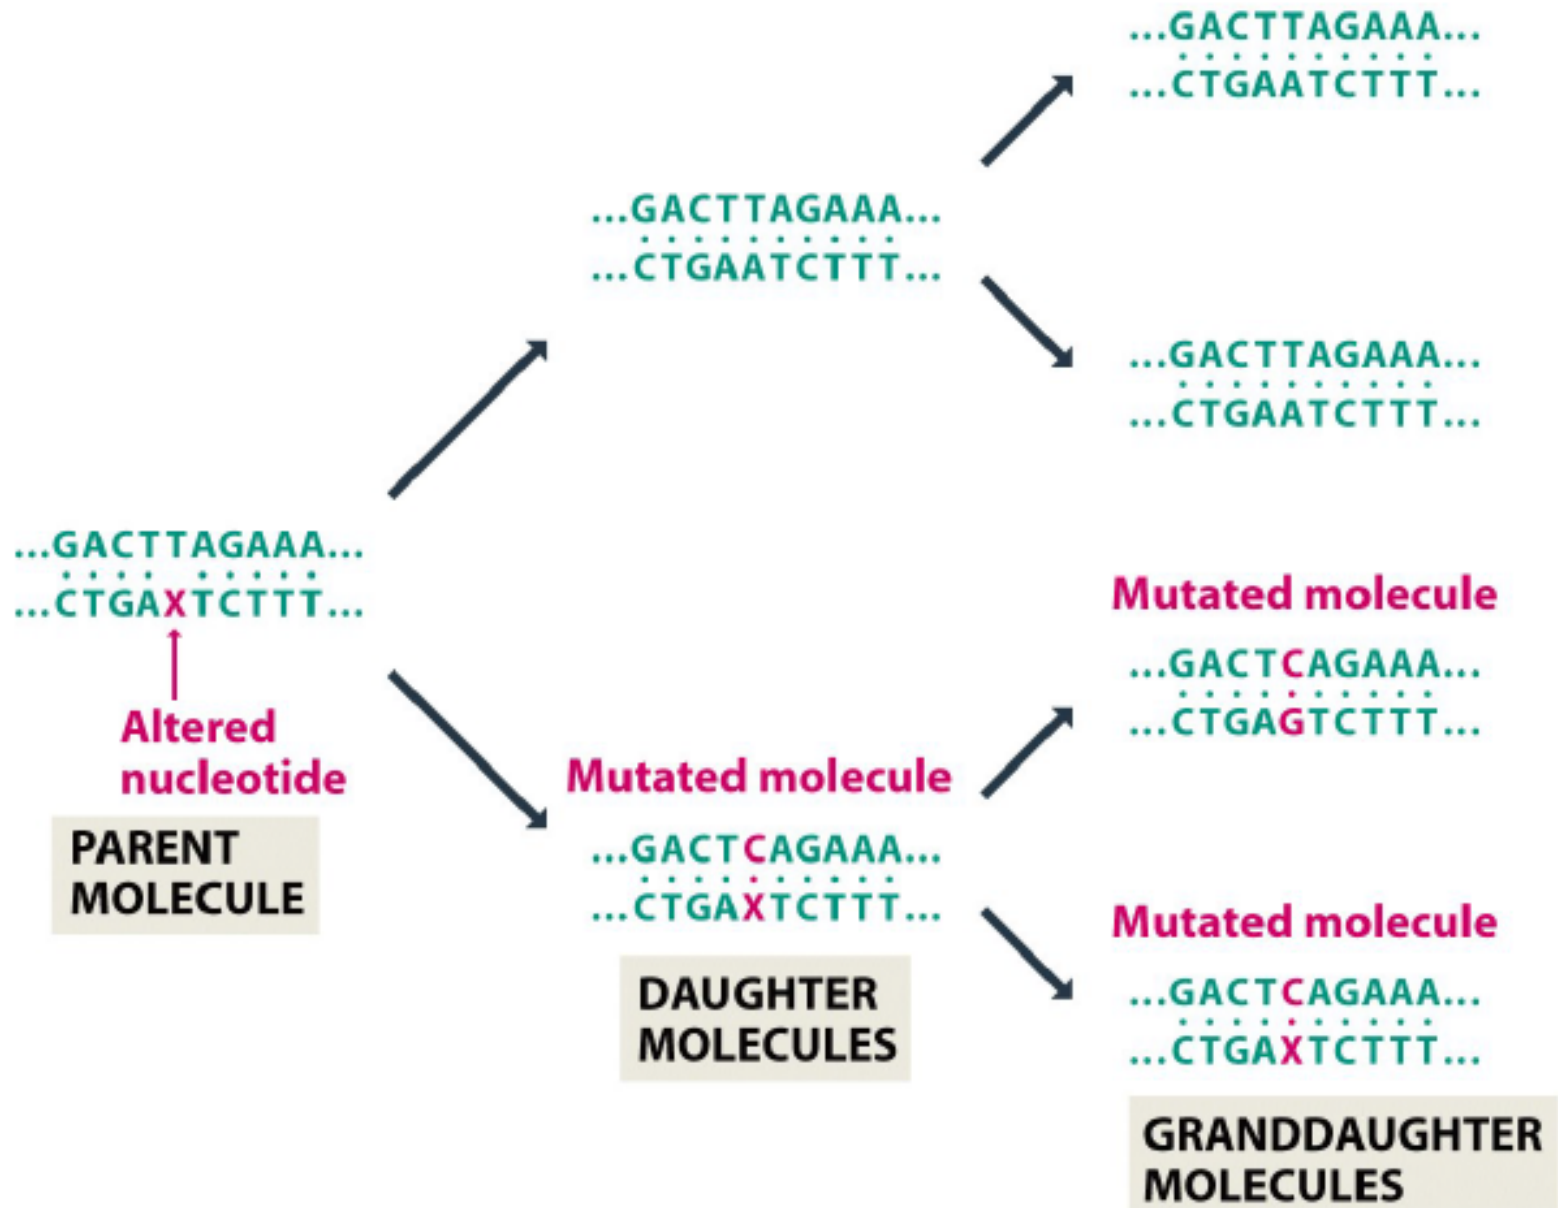 ...GACTTAGAAA...
...CTGAATCTTT...
...GACTTAGAAA...
...CTGAATCTTT...
...GACTTAGAAA...
...CTGAATCTTT...
...GACTTAGAAA...
...CTGAXTCTTT...
Altered
nucleotide
PARENT
MOLECULE
Mutated molecule
...GACTCAGAAA...
...CTGAXTCTTT...
DAUGHTER
MOLECULES
Mutated molecule
...GACTCAGAAA...
...CTGAGTCTTT...
Mutated molecule
...GACTCAGAAA...
...CTGAXTCTTT...
GRANDDAUGHTER
MOLECULES